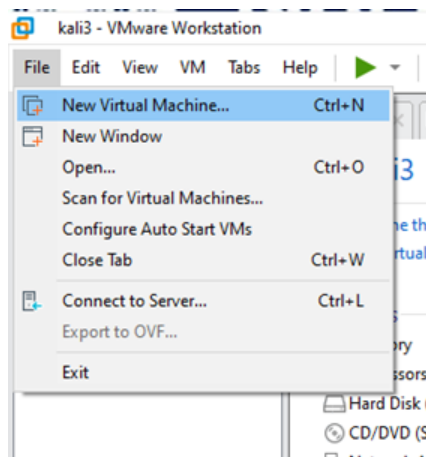 kali3 - VMware Workstation
File Edit View VM Tabs Help
New Virtual Machine... Ctrl+N
New Window
Open... Ctrl+O
Scan for Virtual Machines...
Configure Auto Start VMs
Close Tab Ctrl+W
Connect to Server... Ctrl+L
Export to OVF...
Exit
Hard Disk
CD/DVD (S